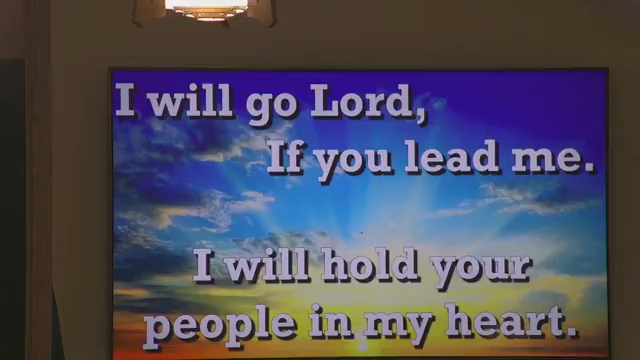 I will go Lord,
If you lead me.
I will hold your
people in my heart.